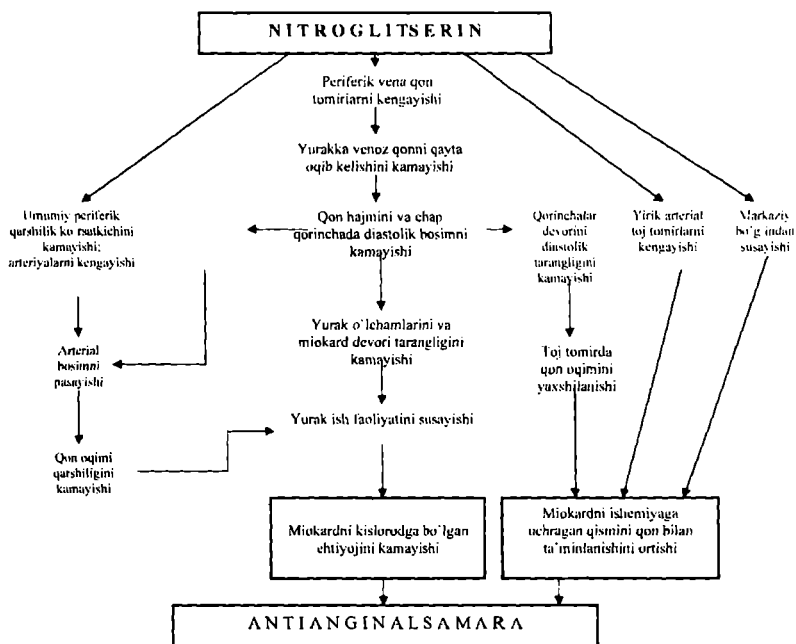 NITROGLITSERIN
Periferik vena qon
tomirlarni kengayishi
Yurakka venoz qonni qayta
oqib kelishini kamayishi
Umumiy periferik
qarshilik ko rsatkichini
kamayishi;
arteriyalarni kengayishi
Qon hajmini va chap
qorinchada diastolik bosimni
kamayishi
Qorinchalar
devorini
diastolik
tarangligini
kamayishi
Yirik arterial
toj tomirlarni
kengayishi
Markaziy
bo'g'indan
susayishi
Yurak o'lchamlarini va
miokard devori tarangligini
kamayishi
Arterial
bosimni
pasayishi
Toj tomirda
qon oqimini
yaxshilanishi
Yurak ish faoliyatini susayishi
Qon oqimi
qarshiligini
kamayishi
Miokardni kislorodga bo'lgan
ehtiyojini kamayishi
Miokardni ishemiyaga
uchragan qismini qon bilan
ta'minlanishini ortishi
ANTIANGINALSAMARA